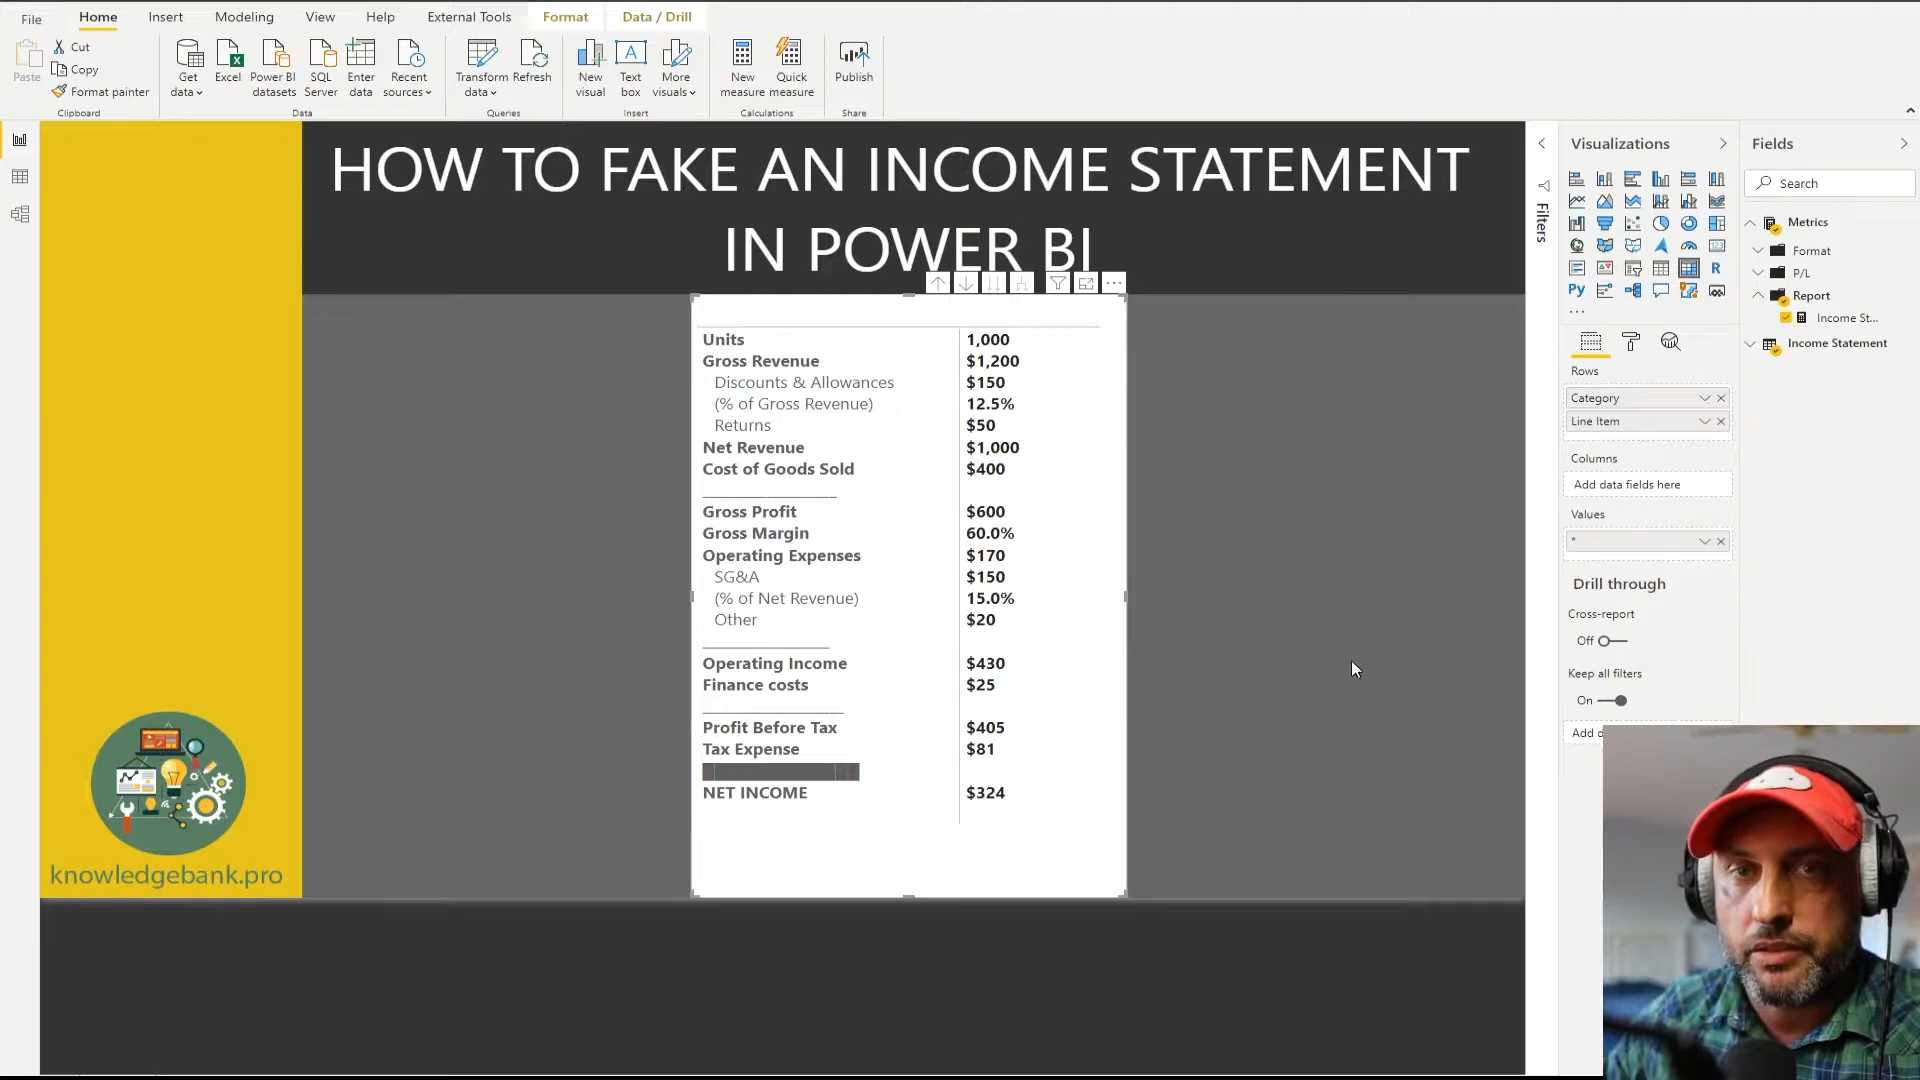 File
Home
Insert
Modeling
View
Help
External Tools
Format
Data / Drill
Paste
Cut
Copy
Format painter
Clipboard
Get data
Excel
Power BI datasets
SQL Server
Enter data
Recent sources
Data
Transform data
Refresh
Queries
New visual
A
Text box
More visuals
Insert
New measure
Quick measure
Calculations
Publish
Share
HOW TO FAKE AN INCOME STATEMENT
IN POWER BI
Units 1,000
Gross Revenue $1,200
Discounts & Allowances $150
(% of Gross Revenue) 12.5%
Returns $50
Net Revenue $1,000
Cost of Goods Sold $400
Gross Profit $600
Gross Margin 60.0%
Operating Expenses $170
SG&A $150
(% of Net Revenue) 15.0%
Other $20
Operating Income $430
Finance costs $25
Profit Before Tax $405
Tax Expense $81
NET INCOME $324
knowledgebank.pro
Filters
Visualizations
R
Py
...
Rows
Category
Line Item
Columns
Add data fields here
Values
*
Drill through
Cross-report
Off
Keep all filters
On
Fields
Search
Metrics
Format
P/L
Report
Income St...
Income Statement